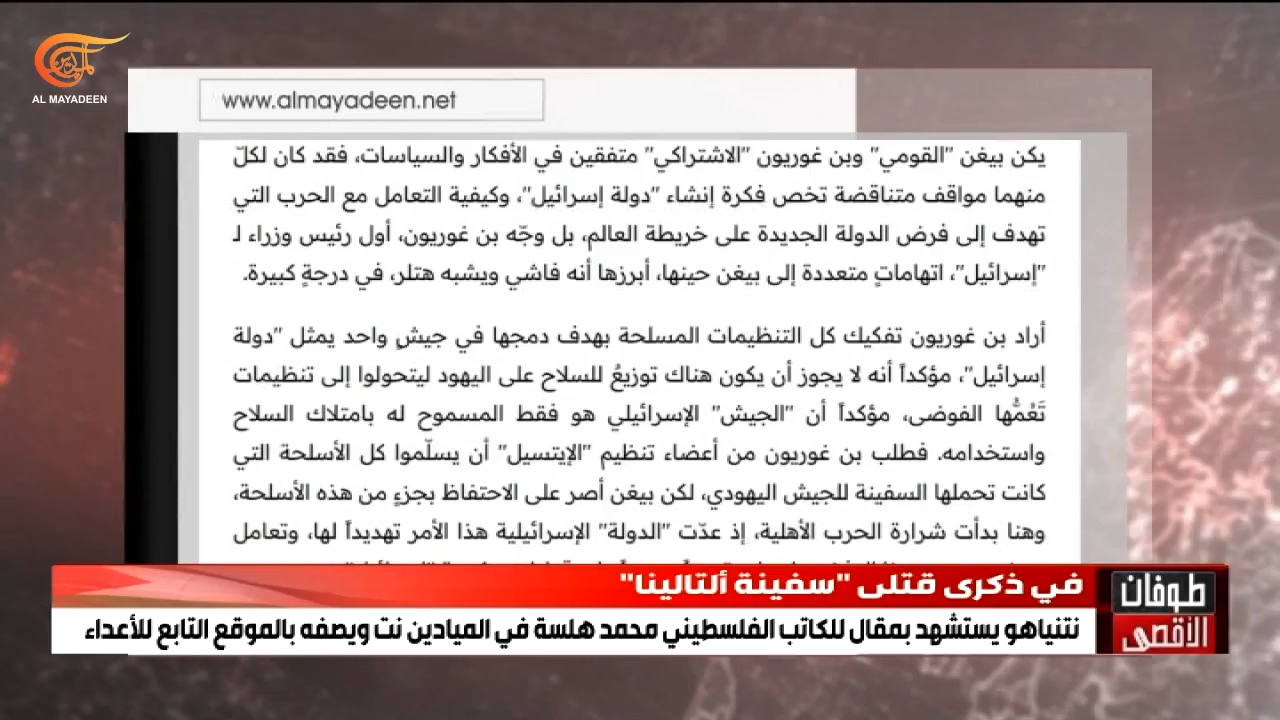 AL MAYADEEN
www.almayadeen.net
يكن بيغن "القومي" وبن غوريون "الاشتراكي" متفقين في الأفكار والسياسات، فقد كان لكلّ
منهما مواقف متناقضة تخص فكرة إنشاء "دولة إسرائيل"، وكيفية التعامل مع الحرب التي
تهدف إلى فرض الدولة الجديدة على خريطة العالم، بل وجّه بن غوريون، أول رئيس وزراء لـ
"إسرائيل"، اتهاماتٍ متعددة إلى بيغن حينها، أبرزها أنه فاشي ويشبه هتلر، في درجةٍ كبيرة.
أراد بن غوريون تفكيك كل التنظيمات المسلحة بهدف دمجها في جيشٍ واحد يمثل "دولة
إسرائيل"، مؤكداً أنه لا يجوز أن يكون هناك توزيعُ للسلاح على اليهود ليتحولوا إلى تنظيمات
تَعُمُّها الفوضى، مؤكداً أن "الجيش" الإسرائيلي هو فقط المسموح له بامتلاك السلاح
واستخدامه. فطلب بن غوريون من أعضاء تنظيم "الإيتسيل" أن يسلّموا كل الأسلحة التي
كانت تحملها السفينة للجيش اليهودي، لكن بيغن أصر على الاحتفاظ بجزءٍ من هذه الأسلحة،
وهنا بدأت شرارة الحرب الأهلية، إذ عدّت "الدولة" الإسرائيلية هذا الأمر تهديداً لها، وتعامل
طوفان
الأقصى
في ذكرى قتلى "سفينة ألتالينا"
نتنياهو يستشهد بمقال للكاتب الفلسطيني محمد هلسة في الميادين نت ويصفه بالموقع التابع للأعداء